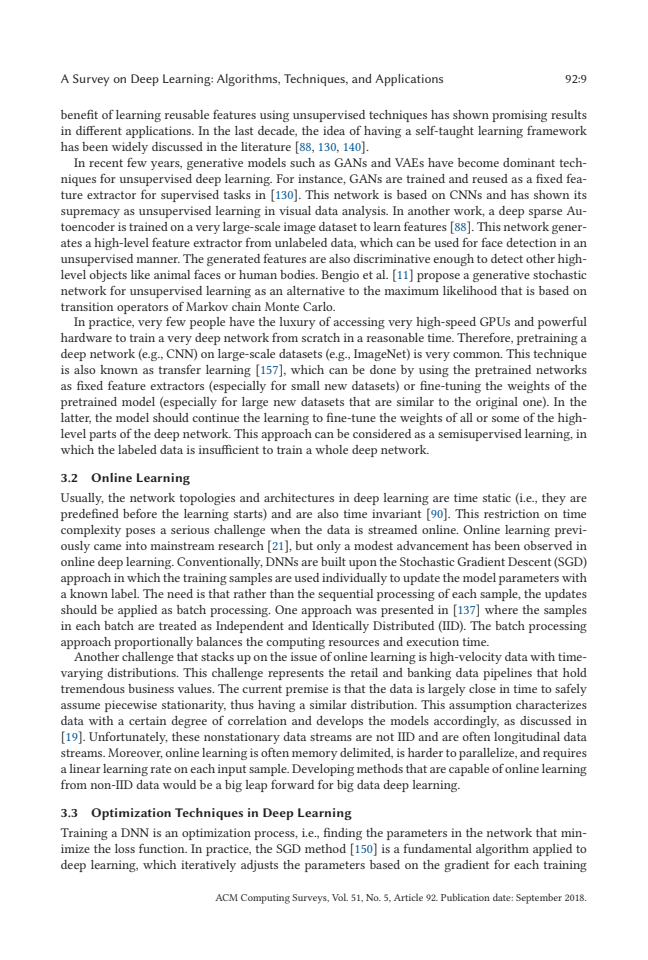 A Survey on Deep Learning: Algorithms, Techniques, and Applications 92:9
benefit of learning reusable features using unsupervised techniques has shown promising results
in different applications. In the last decade, the idea of having a self-taught learning framework
has been widely discussed in the literature [88, 130, 140].
In recent few years, generative models such as GANs and VAEs have become dominant tech-
niques for unsupervised deep learning. For instance, GANs are trained and reused as a fixed fea-
ture extractor for supervised tasks in [130]. This network is based on CNNs and has shown its
supremacy as unsupervised learning in visual data analysis. In another work, a deep sparse Au-
toencoder is trained on a very large-scale image dataset to learn features [88]. This network gener-
ates a high-level feature extractor from unlabeled data, which can be used for face detection in an
unsupervised manner. The generated features are also discriminative enough to detect other high-
level objects like animal faces or human bodies. Bengio et al. [11] propose a generative stochastic
network for unsupervised learning as an alternative to the maximum likelihood that is based on
transition operators of Markov chain Monte Carlo.
In practice, very few people have the luxury of accessing very high-speed GPUs and powerful
hardware to train a very deep network from scratch in a reasonable time. Therefore, pretraining a
deep network (e.g., CNN) on large-scale datasets (e.g., ImageNet) is very common. This technique
is also known as transfer learning [157], which can be done by using the pretrained networks
as fixed feature extractors (especially for small new datasets) or fine-tuning the weights of the
pretrained model (especially for large new datasets that are similar to the original one). In the
latter, the model should continue the learning to fine-tune the weights of all or some of the high-
level parts of the deep network. This approach can be considered as a semisupervised learning, in
which the labeled data is insufficient to train a whole deep network.
3.2 Online Learning
Usually, the network topologies and architectures in deep learning are time static (i.e., they are
predefined before the learning starts) and are also time invariant [90]. This restriction on time
complexity poses a serious challenge when the data is streamed online. Online learning previ-
ously came into mainstream research [21], but only a modest advancement has been observed in
online deep learning. Conventionally, DNNs are built upon the Stochastic Gradient Descent (SGD)
approach in which the training samples are used individually to update the model parameters with
a known label. The need is that rather than the sequential processing of each sample, the updates
should be applied as batch processing. One approach was presented in [137] where the samples
in each batch are treated as Independent and Identically Distributed (IID). The batch processing
approach proportionally balances the computing resources and execution time.
Another challenge that stacks up on the issue of online learning is high-velocity data with time-
varying distributions. This challenge represents the retail and banking data pipelines that hold
tremendous business values. The current premise is that the data is largely close in time to safely
assume piecewise stationarity, thus having a similar distribution. This assumption characterizes
data with a certain degree of correlation and develops the models accordingly, as discussed in
[19]. Unfortunately, these nonstationary data streams are not IID and are often longitudinal data
streams. Moreover, online learning is often memory delimited, is harder to parallelize, and requires
a linear learning rate on each input sample. Developing methods that are capable of online learning
from non-IID data would be a big leap forward for big data deep learning.
3.3 Optimization Techniques in Deep Learning
Training a DNN is an optimization process, i.e., finding the parameters in the network that min-
imize the loss function. In practice, the SGD method [150] is a fundamental algorithm applied to
deep learning, which iteratively adjusts the parameters based on the gradient for each training
ACM Computing Surveys, Vol. 51, No. 5, Article 92. Publication date: September 2018.